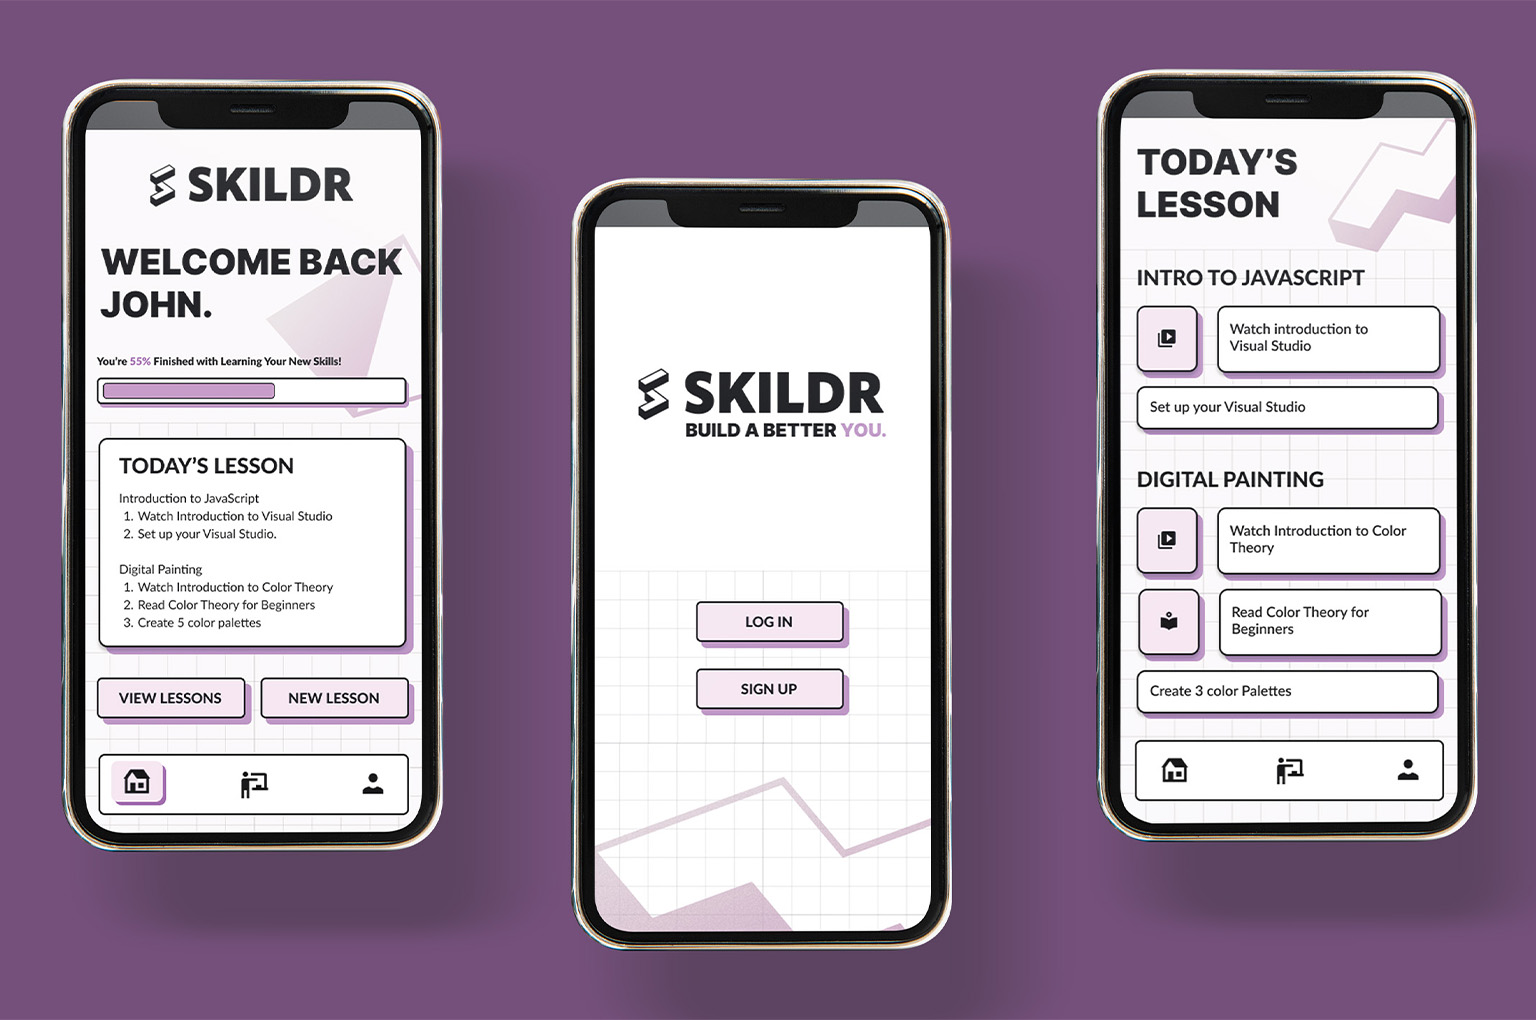 SKILDR
WELCOME BACK
JOHN.
You're 55% Finished with Learning Your New Skills!
TODAY'S LESSON
Introduction to JavaScript
1. Watch Introduction to Visual Studio
2. Set up your Visual Studio.
Digital Painting
1. Watch Introduction to Color Theory
2. Read Color Theory for Beginners
3. Create 5 color palettes
VIEW LESSONS
NEW LESSON
SKILDR
BUILD A BETTER YOU.
LOG IN
SIGN UP
TODAY'S
LESSON
INTRO TO JAVASCRIPT
Watch introduction to
Visual Studio
Set up your Visual Studio
DIGITAL PAINTING
Watch Introduction to Color
Theory
Read Color Theory for
Beginners
Create 3 color Palettes